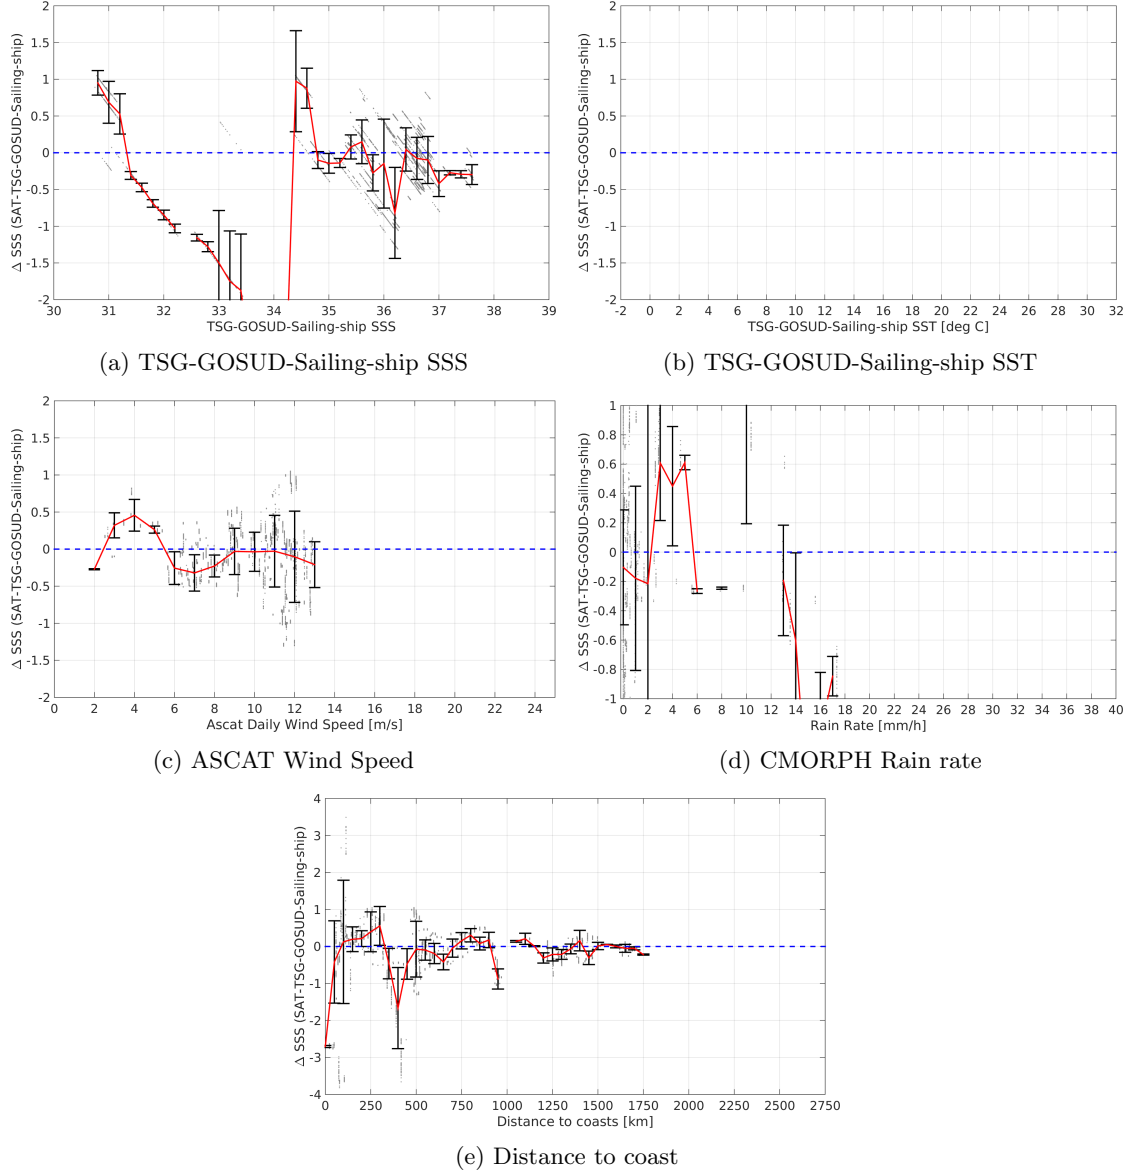 2
1.5
1
0.5
0
-0.5
-1
-1.5
-2
Δ SSS (SAT-TSG-GOSUD-Sailing-ship)
30 31 32 33 34 35 36 37 38 39
TSG-GOSUD-Sailing-ship SSS
(a) TSG-GOSUD-Sailing-ship SSS
2
1.5
1
0.5
0
-0.5
-1
-1.5
-2
Δ SSS (SAT-TSG-GOSUD-Sailing-ship)
-2 0 2 4 6 8 10 12 14 16 18 20 22 24 26 28 30 32
TSG-GOSUD-Sailing-ship SST [deg C]
(b) TSG-GOSUD-Sailing-ship SST
2
1.5
1
0.5
0
-0.5
-1
-1.5
-2
Δ SSS (SAT-TSG-GOSUD-Sailing-ship)
0 2 4 6 8 10 12 14 16 18 20 22 24
Ascat Daily Wind Speed [m/s]
(c) ASCAT Wind Speed
1
0.8
0.6
0.4
0.2
0
-0.2
-0.4
-0.6
-0.8
-1
Δ SSS (SAT-TSG-GOSUD-Sailing-ship)
0 2 4 6 8 10 12 14 16 18 20 22 24 26 28 30 32 34 36 38 40
Rain Rate [mm/h]
(d) CMORPH Rain rate
4
3
2
1
0
-1
-2
-3
-4
Δ SSS (SAT-TSG-GOSUD-Sailing-ship)
0 250 500 750 1000 1250 1500 1750 2000 2250 2500 2750
Distance to coasts [km]
(e) Distance to coast